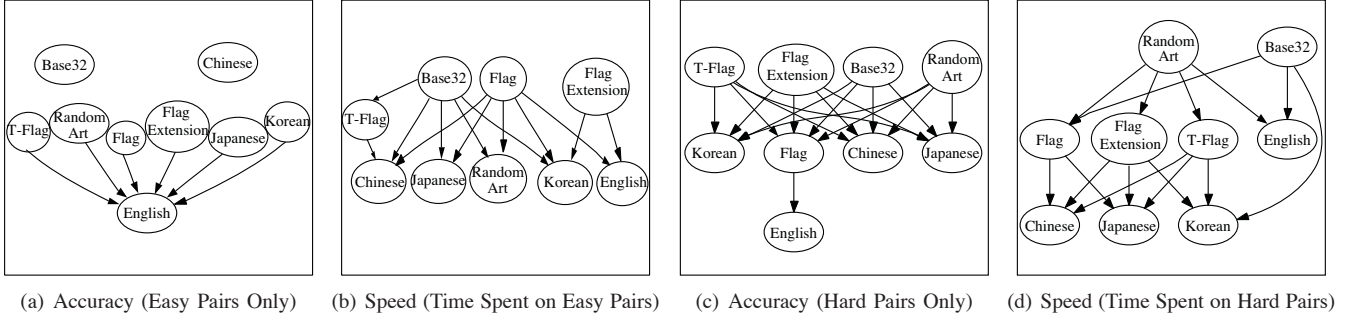 Base32
Chinese
T-Flag
Random
Art
Flag
Flag
Extension
Japanese
Korean
English
(a) Accuracy (Easy Pairs Only)
Base32
Flag
Flag
Extension
T-Flag
Chinese
Japanese
Random
Art
Korean
English
(b) Speed (Time Spent on Easy Pairs)
T-Flag
Flag
Extension
Base32
Random
Art
Korean
Flag
Chinese
Japanese
English
(c) Accuracy (Hard Pairs Only)
Random
Art
Base32
Flag
Flag
Extension
T-Flag
English
Chinese
Japanese
Korean
(d) Speed (Time Spent on Hard Pairs)